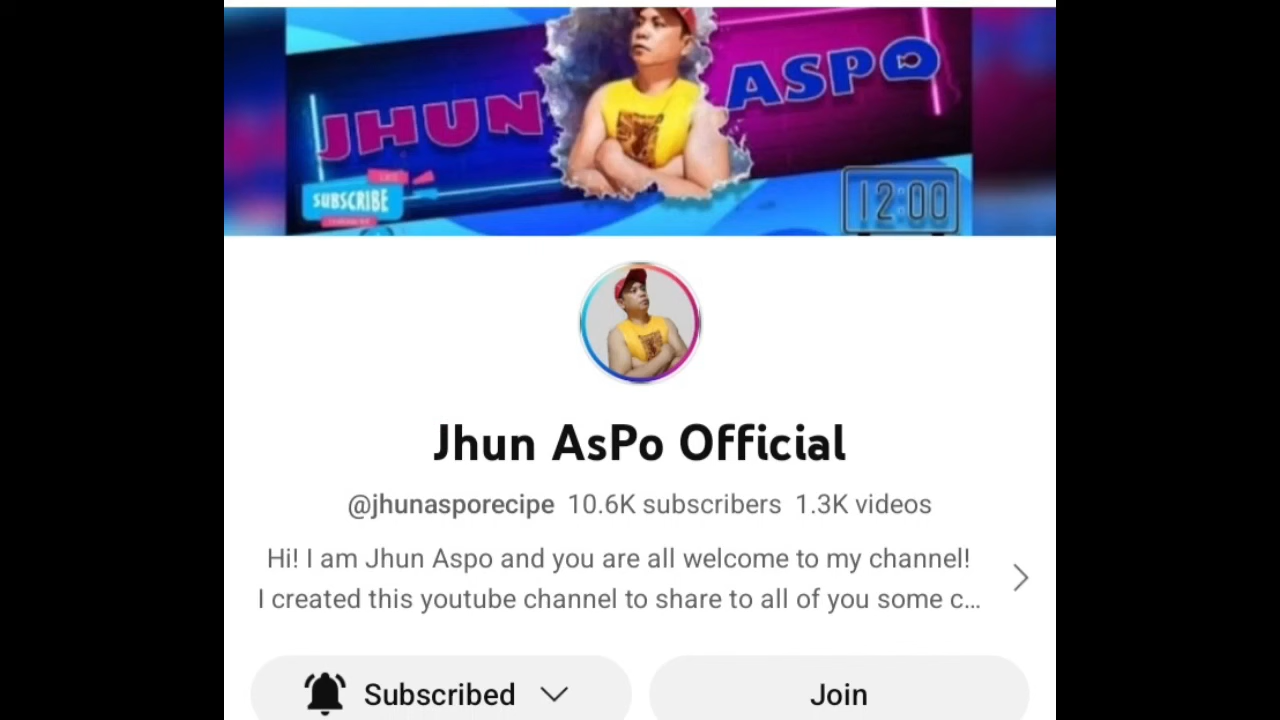 JHUN ASPO
SUBSCRIBE
12:00
Jhun AsPo Official
@jhunasporecipe 10.6K subscribers 1.3K videos
Hi! I am Jhun Aspo and you are all welcome to my channel!
I created this youtube channel to share to all of you some c...
Subscribed
Join